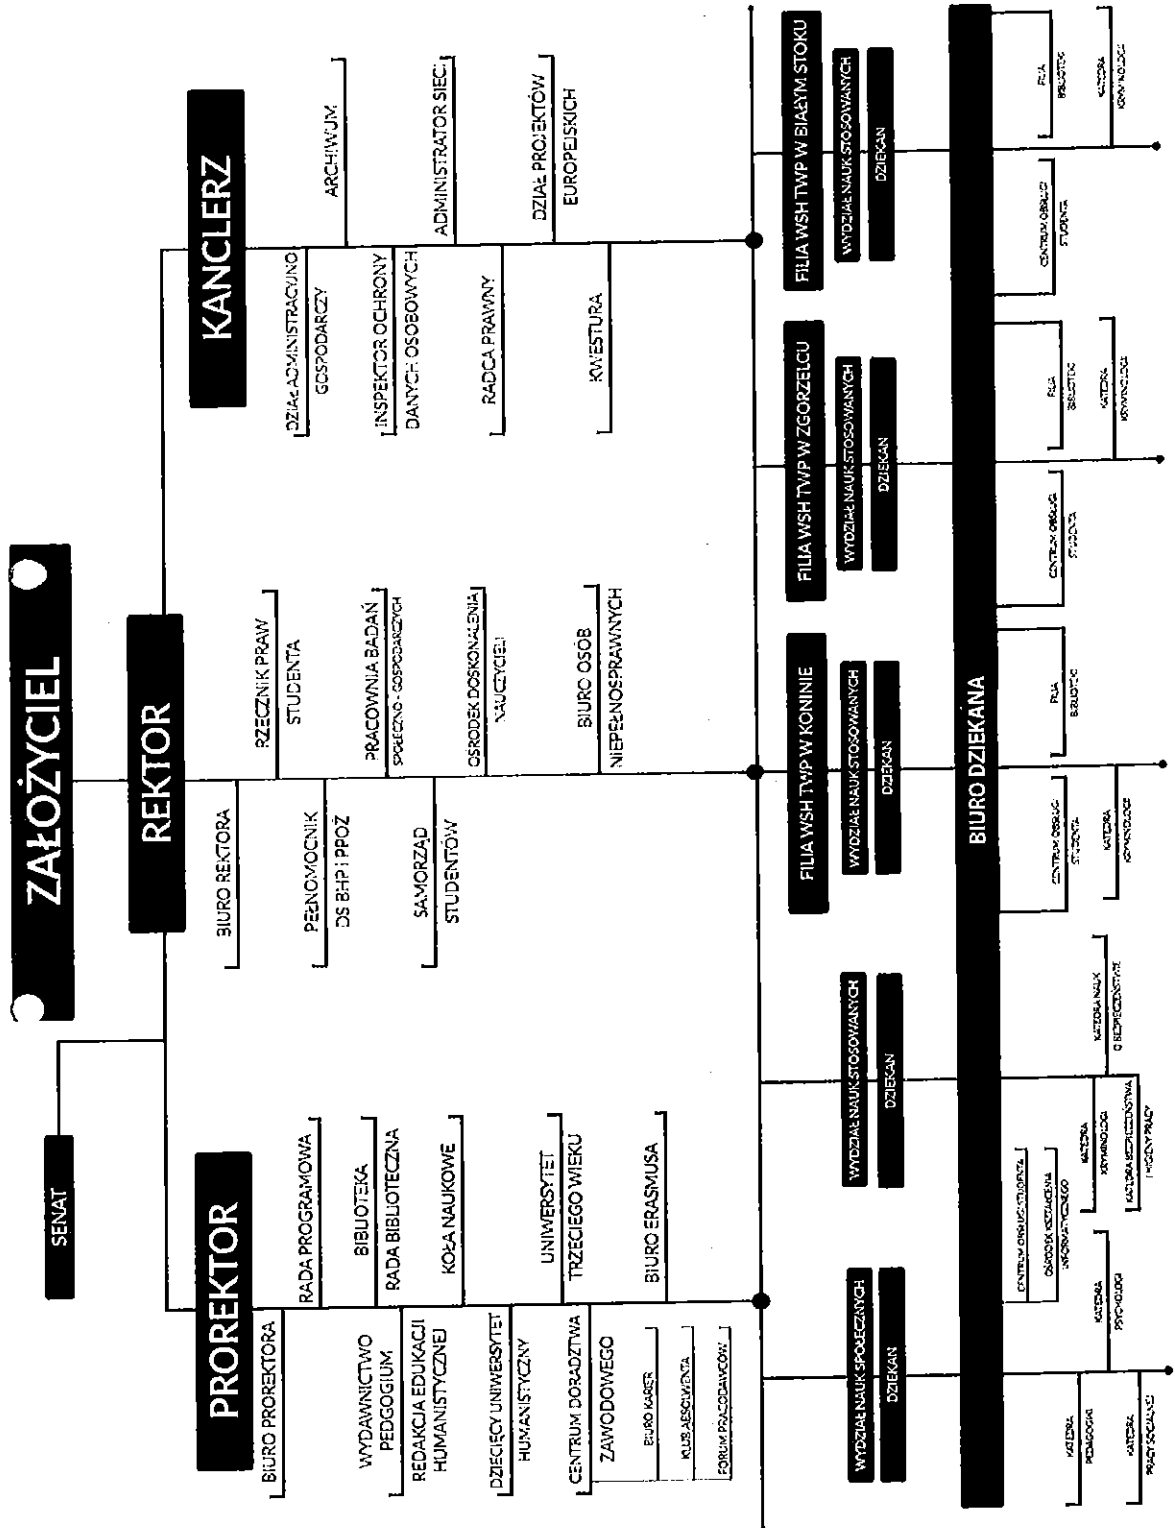 ZAŁOŻYCIEL
SENAT
REKTOR
PROREKTOR
KANCLERZ
BIURO PROREKTORA
RADA PROGRAMOWA
WYDAWNICTWO
PEDGOGIUM
REDAKCJA EDUKACJI
HUMANISTYCZNEJ
BIBLIOTEKA
RADA BIBLIOTECZNA
KOŁA NAUKOWE
DZIECIĘCY UNIWERSYTET
HUMANISTYCZNY
UNIWERSYTET
TRZECIEGO WIEKU
CENTRUM DORADZTWA
ZAWODOWEGO
BIURO KARIER
KLUB ABSOLWENTA
FORUM PRACODAWCÓW
BIURO ERASMUSA
BIURO REKTORA
RZECZNIK PRAW
STUDENTA
PEŁNOMOCNIK
DS BHP I PPOŻ
PRACOWNIA BADAŃ
SPOŁECZNO - GOSPODARCZYCH
SAMORZĄD
STUDENTÓW
OŚRODEK DOSKONALENIA
NAUCZYCIELI
BIURO OSÓB
NIEPEŁNOSPRAWNYCH
DZIAŁ ADMINISTRACYJNO
GOSPODARCZY
ARCHIWUM
INSPEKTOR OCHRONY
DANYCH OSOBOWYCH
ADMINISTRATOR SIECI
RADCA PRAWNY
DZIAŁ PROJEKTÓW
EUROPEJSKICH
KWESTURA
FILIA WSH TWP W KONINIE
FILIA WSH TWP W ZGORZELCU
FILIA WSH TWP W BIAŁYM STOKU
WYDZIAŁ NAUK SPOŁECZNYCH
WYDZIAŁ NAUK STOSOWANYCH
WYDZIAŁ NAUK STOSOWANYCH
WYDZIAŁ NAUK STOSOWANYCH
WYDZIAŁ NAUK STOSOWANYCH
DZIEKAN
DZIEKAN
DZIEKAN
DZIEKAN
DZIEKAN
BIURO DZIEKANA
KATEDRA
PEDAGOGIKI
KATEDRA
PRACY SOCJALNEJ
KATEDRA
PSYCHOLOGI
CENTRUM OBSŁUGI STUDENTA
OŚRODEK KSZTAŁCENIA
INFORMATYCZNEGO
KATEDRA
KRYMINOLOGI
KATEDRA BEZPIECZEŃSTWA
I HIGIENY PRACY
KATEDRA NAUK
O BEZPIECZEŃSTWIE
CENTRUM OBSŁUGI
STUDENTA
KATEDRA
KRYMINOLOGII
FILIA
BIBLIOTEKI
CENTRUM OBSŁUGI
STUDENTA
FILIA
BIBLIOTEKI
KATEDRA
KRYMINOLOGII
CENTRUM OBSŁUGI
STUDENTA
FILIA
BIBLIOTEKI
KATEDRA
KRYMINOLOGII